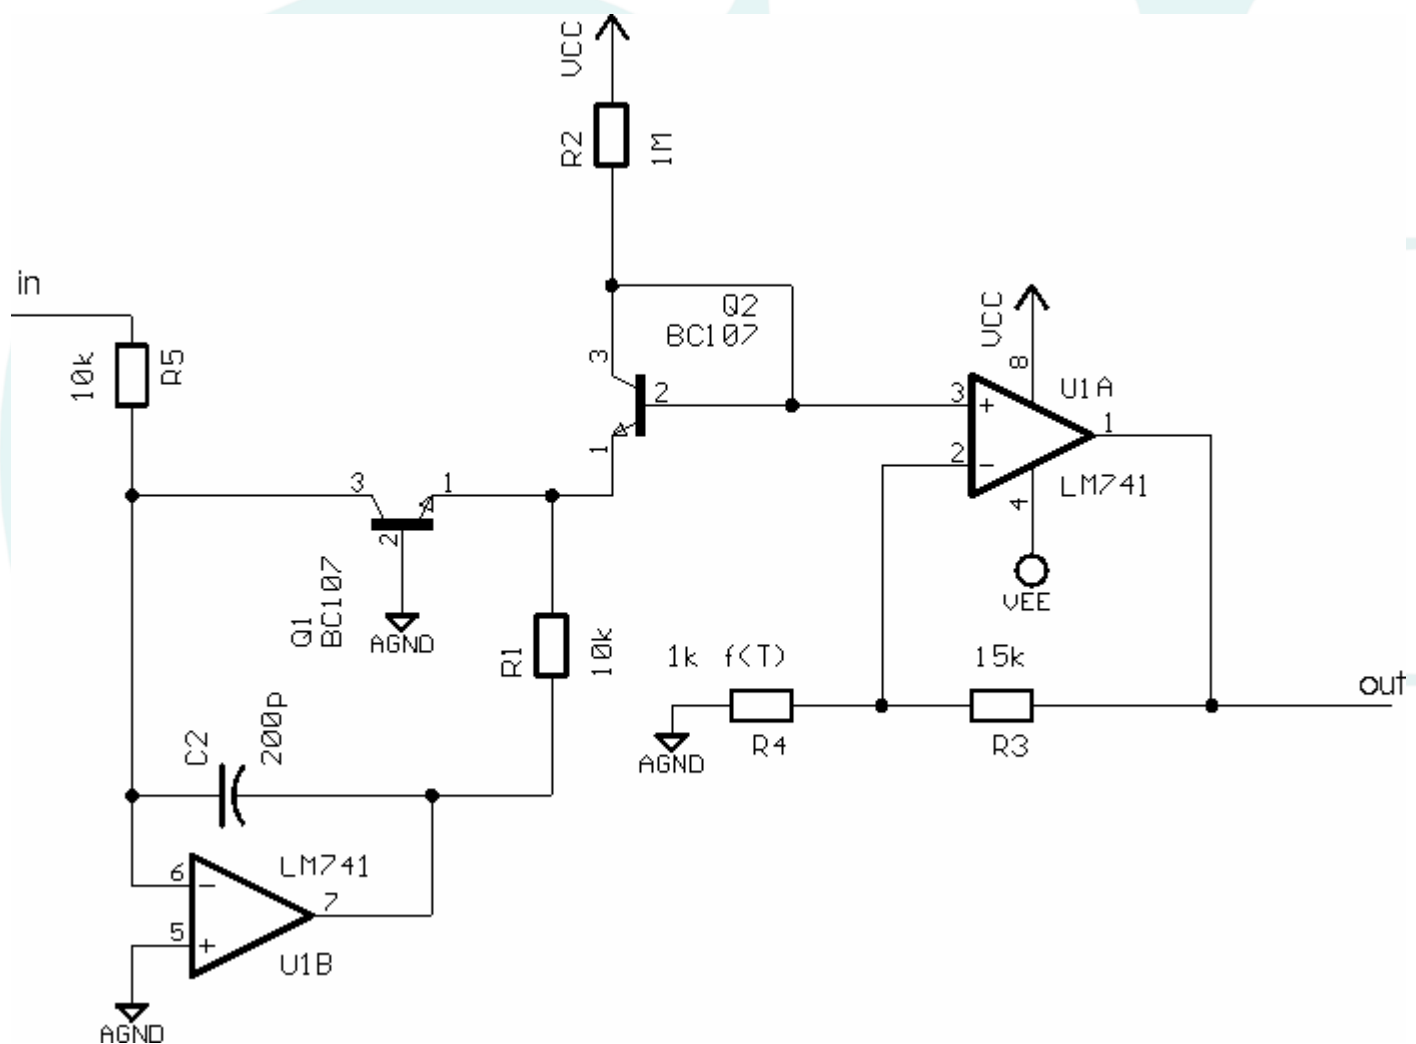 VCC
R2
1M
in
10k
R5
Q2
BC107
3
2
1
VCC
8
U1A
3
+
1
2
−
4
LM741
VEE
3
1
2
Q1
BC107
AGND
R1
10k
1k f(T)
15k
out
R4
R3
AGND
C2
200p
LM741
6
−
7
5
+
U1B
AGND